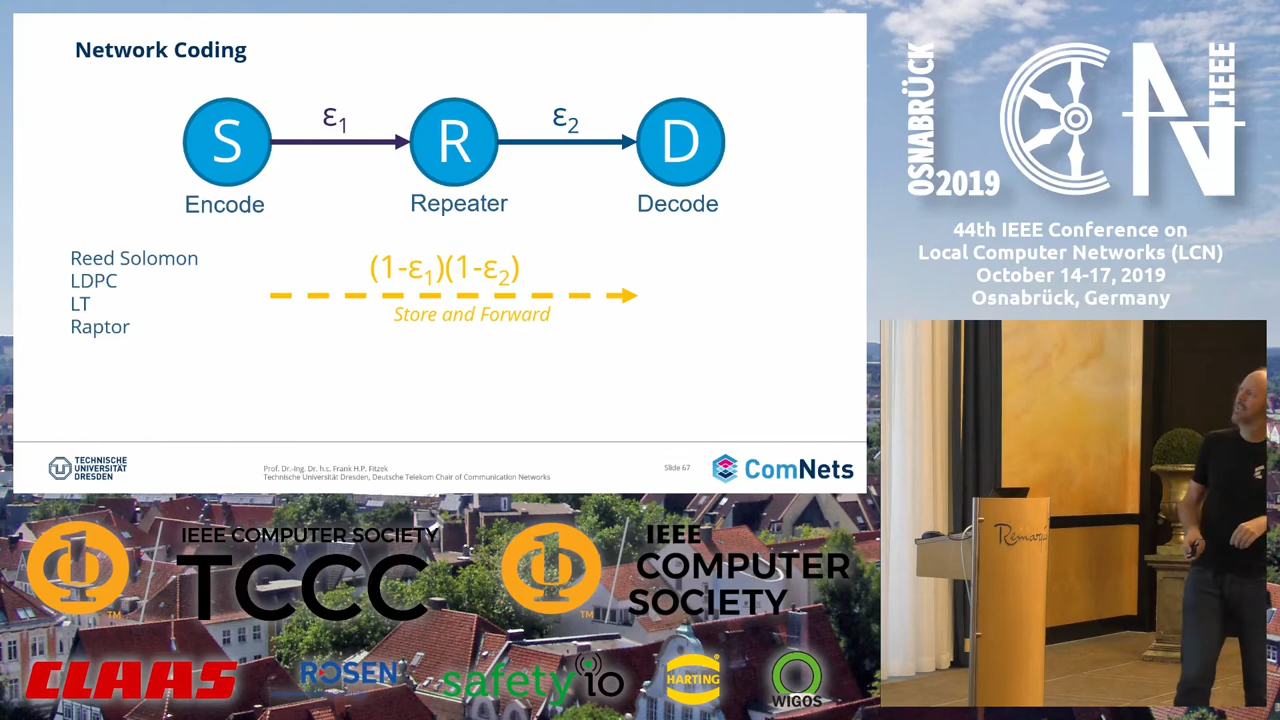 Network Coding
S
ε1
R
ε2
D
Encode
Repeater
Decode
Reed Solomon
LDPC
LT
Raptor
(1-ε1)(1-ε2)
Store and Forward
TECHNISCHE
UNIVERSITÄT
DRESDEN
Prof. Dr.-Ing. Dr. h.c. Frank H.P. Fitzek
Technische Universität Dresden, Deutsche Telekom Chair of Communication Networks
Slide 67
ComNets
OSNABRÜCK
2019
LCN
IEEE
44th IEEE Conference on
Local Computer Networks (LCN)
October 14-17, 2019
Osnabrück, Germany
IEEE COMPUTER SOCIETY
TCCC
TM
IEEE
COMPUTER
SOCIETY
TM
CLAAS
ROSEN
safety io
HARTING
WIGOS